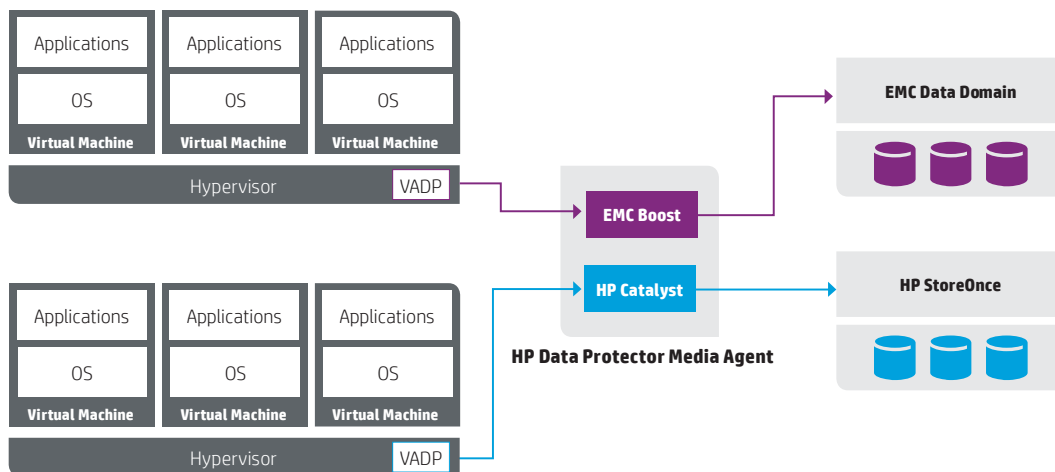 Applications
Applications
Applications
OS
OS
OS
Virtual Machine
Virtual Machine
Virtual Machine
Hypervisor
VADP
EMC Boost
HP Catalyst
HP Data Protector Media Agent
EMC Data Domain
HP StoreOnce
Applications
Applications
Applications
OS
OS
OS
Virtual Machine
Virtual Machine
Virtual Machine
Hypervisor
VADP